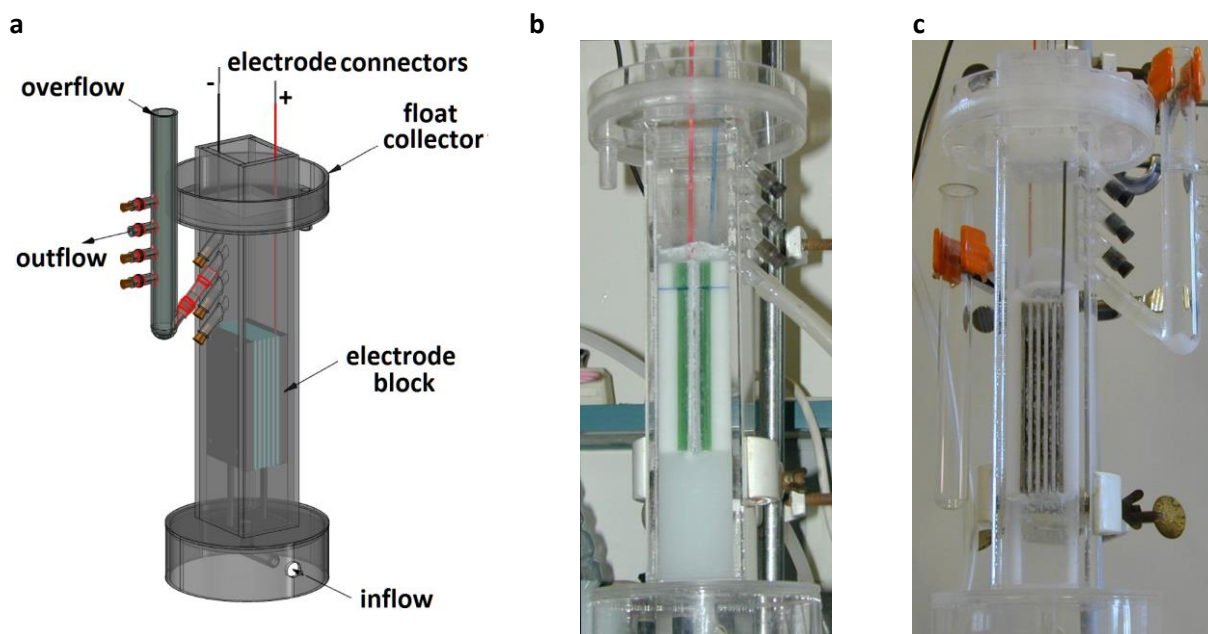 a
b
c
electrode connectors
- +
overflow
float
collector
outflow
electrode
block
inflow